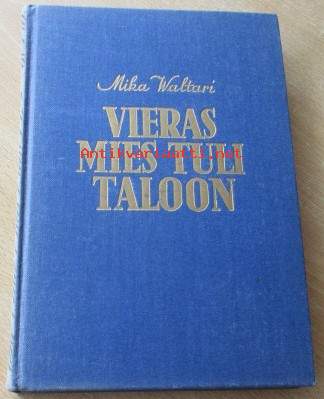 Mika Waltari
VIERAS
MIES TULI
Antikvariaatti.net
TALOON